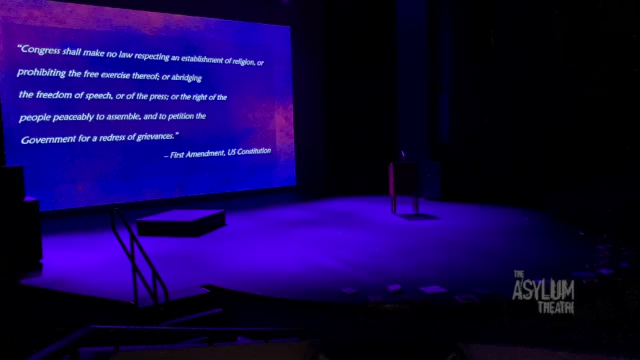 “Congress shall make no law respecting an establishment of religion, or
prohibiting the free exercise thereof; or abridging
the freedom of speech, or of the press; or the right of the
people peaceably to assemble, and to petition the
Government for a redress of grievances.”
– First Amendment, US Constitution
THE
ASYLUM
THEATRE